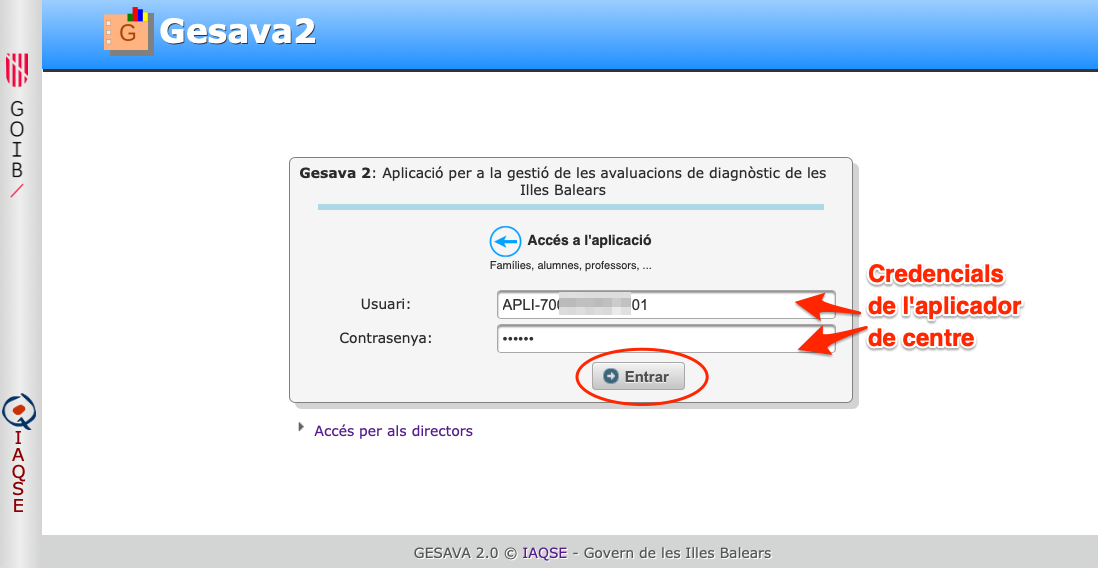 G
Gesava2
GOIB
Gesava 2: Aplicació per a la gestió de les avaluacions de diagnòstic de les
Illes Balears
Accés a l'aplicació
Famílies, alumnes, professors, ...
Usuari:
APLI-700 01
Contrasenya:
••••••
Entrar
Credencials
de l'aplicador
de centre
Accés per als directors
IAQSE
GESAVA 2.0 © IAQSE - Govern de les Illes Balears